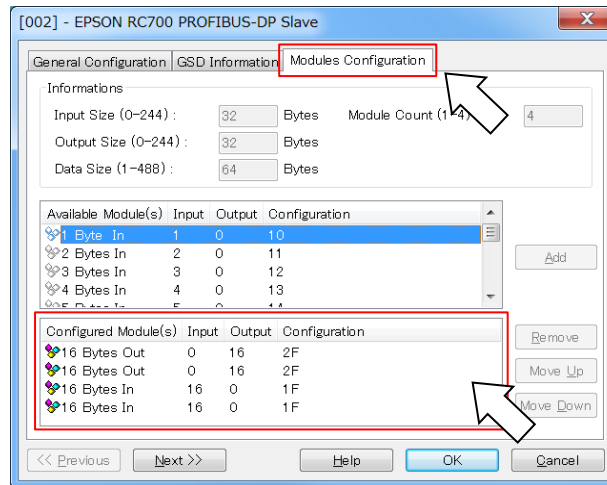 [002] - EPSON RC700 PROFIBUS-DP Slave
General Configuration GSD Information Modules Configuration
Informations
Input Size (0-244) : 32 Bytes Module Count (1-4) 4
Output Size (0-244) : 32 Bytes
Data Size (1-488) : 64 Bytes
Available Module(s) Input Output Configuration
1 Byte In 1 0 10
2 Bytes In 2 0 11
3 Bytes In 3 0 12
4 Bytes In 4 0 13
Add
Configured Module(s) Input Output Configuration
16 Bytes Out 0 16 2F
16 Bytes Out 0 16 2F
16 Bytes In 16 0 1F
16 Bytes In 16 0 1F
Remove
Move Up
Move Down
<< Previous Next >> Help OK Cancel